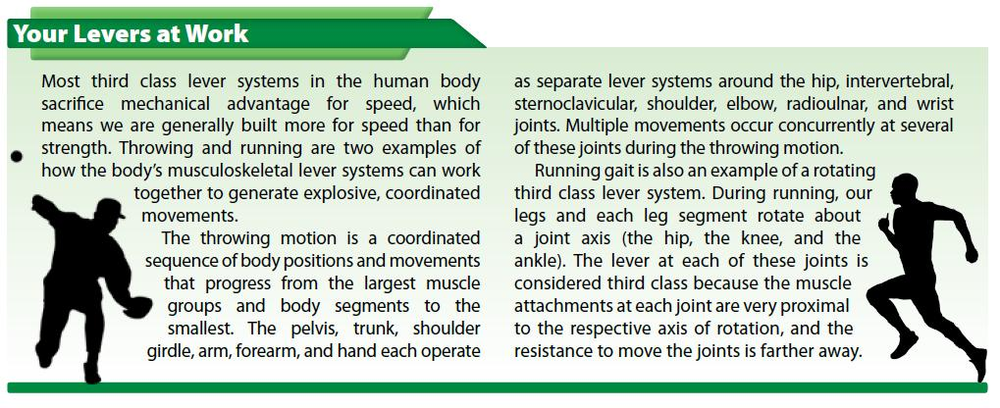 Your Levers at Work
Most third class lever systems in the human body
sacrifice mechanical advantage for speed, which
means we are generally built more for speed than for
strength. Throwing and running are two examples of
how the body's musculoskeletal lever systems can work
together to generate explosive, coordinated
movements.
The throwing motion is a coordinated
sequence of body positions and movements
that progress from the largest muscle
groups and body segments to the
smallest. The pelvis, trunk, shoulder
girdle, arm, forearm, and hand each operate
as separate lever systems around the hip, intervertebral,
sternoclavicular, shoulder, elbow, radioulnar, and wrist
joints. Multiple movements occur concurrently at several
of these joints during the throwing motion.
Running gait is also an example of a rotating
third class lever system. During running, our
legs and each leg segment rotate about
a joint axis (the hip, the knee, and the
ankle). The lever at each of these joints is
considered third class because the muscle
attachments at each joint are very proximal
to the respective axis of rotation, and the
resistance to move the joints is farther away.